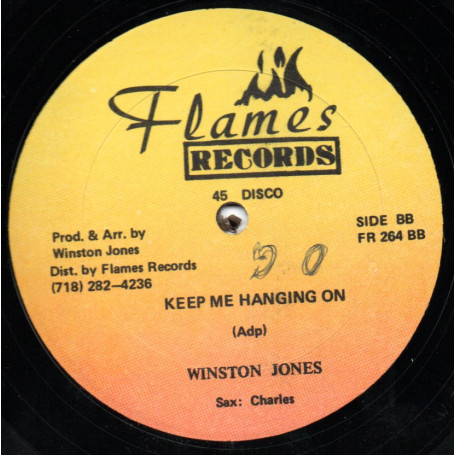 Flames
RECORDS
45 DISCO
Prod. & Arr. by
Winston Jones
Dist. by Flames Records
(718) 282-4236
SIDE BB
FR 264 BB
KEEP ME HANGING ON
(Adp)
WINSTON JONES
Sax: Charles